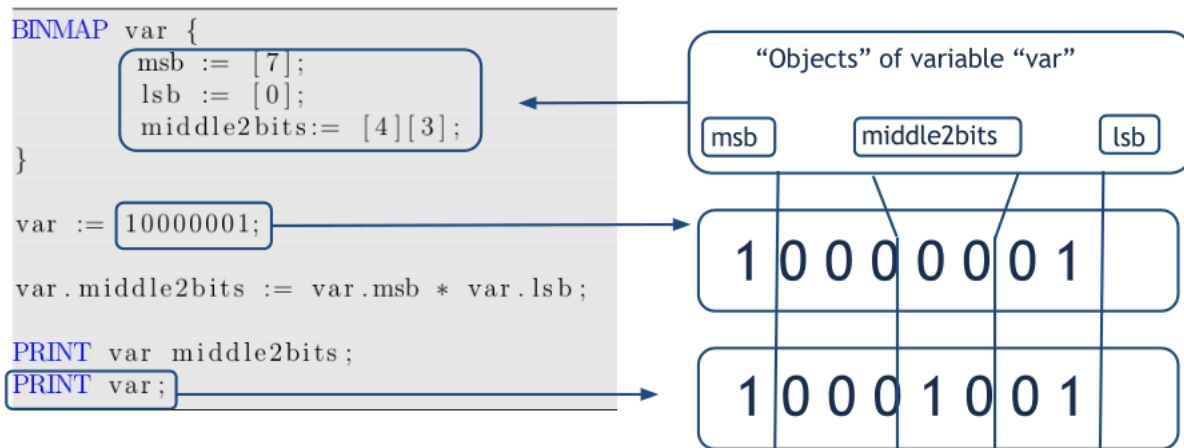 BINMAP var {
msb := [7];
lsb := [0];
middle2bits:= [4][3];
}
var := 10000001;
var.middle2bits := var.msb * var.lsb;
PRINT var middle2bits;
PRINT var;
“Objects” of variable “var”
msb middle2bits lsb
1 0 0 0 0 0 0 1
1 0 0 0 1 0 0 1